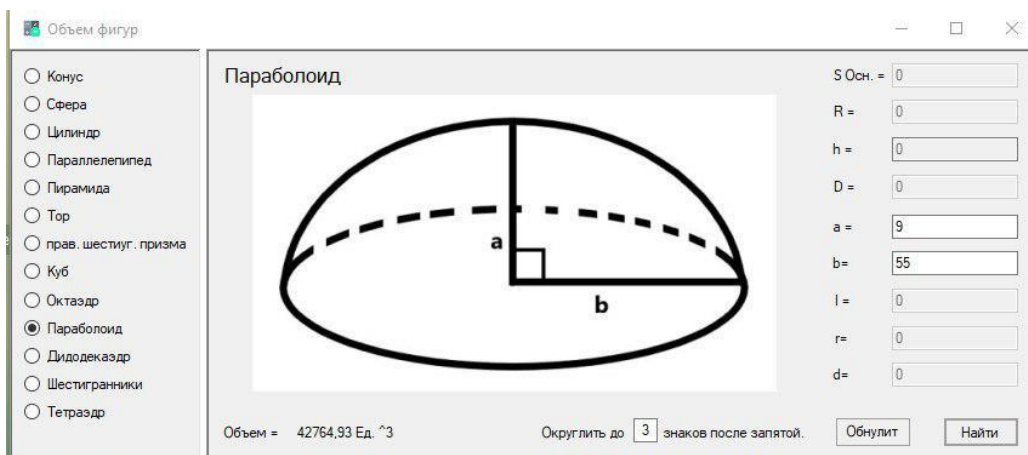 Объем фигур
Конус
Сфера
Цилиндр
Параллелепипед
Пирамида
Тор
прав. шестиуг. призма
Куб
Октаэдр
Параболоид
Дидодекаэдр
Шестигранники
Тетраэдр
Параболоид
a
b
S Осн. = 0
R = 0
h = 0
D = 0
a = 9
b= 55
l = 0
r= 0
d= 0
Объем = 42764,93 Ед. ^3
Округлить до 3 знаков после запятой.
Обнулит
Найти